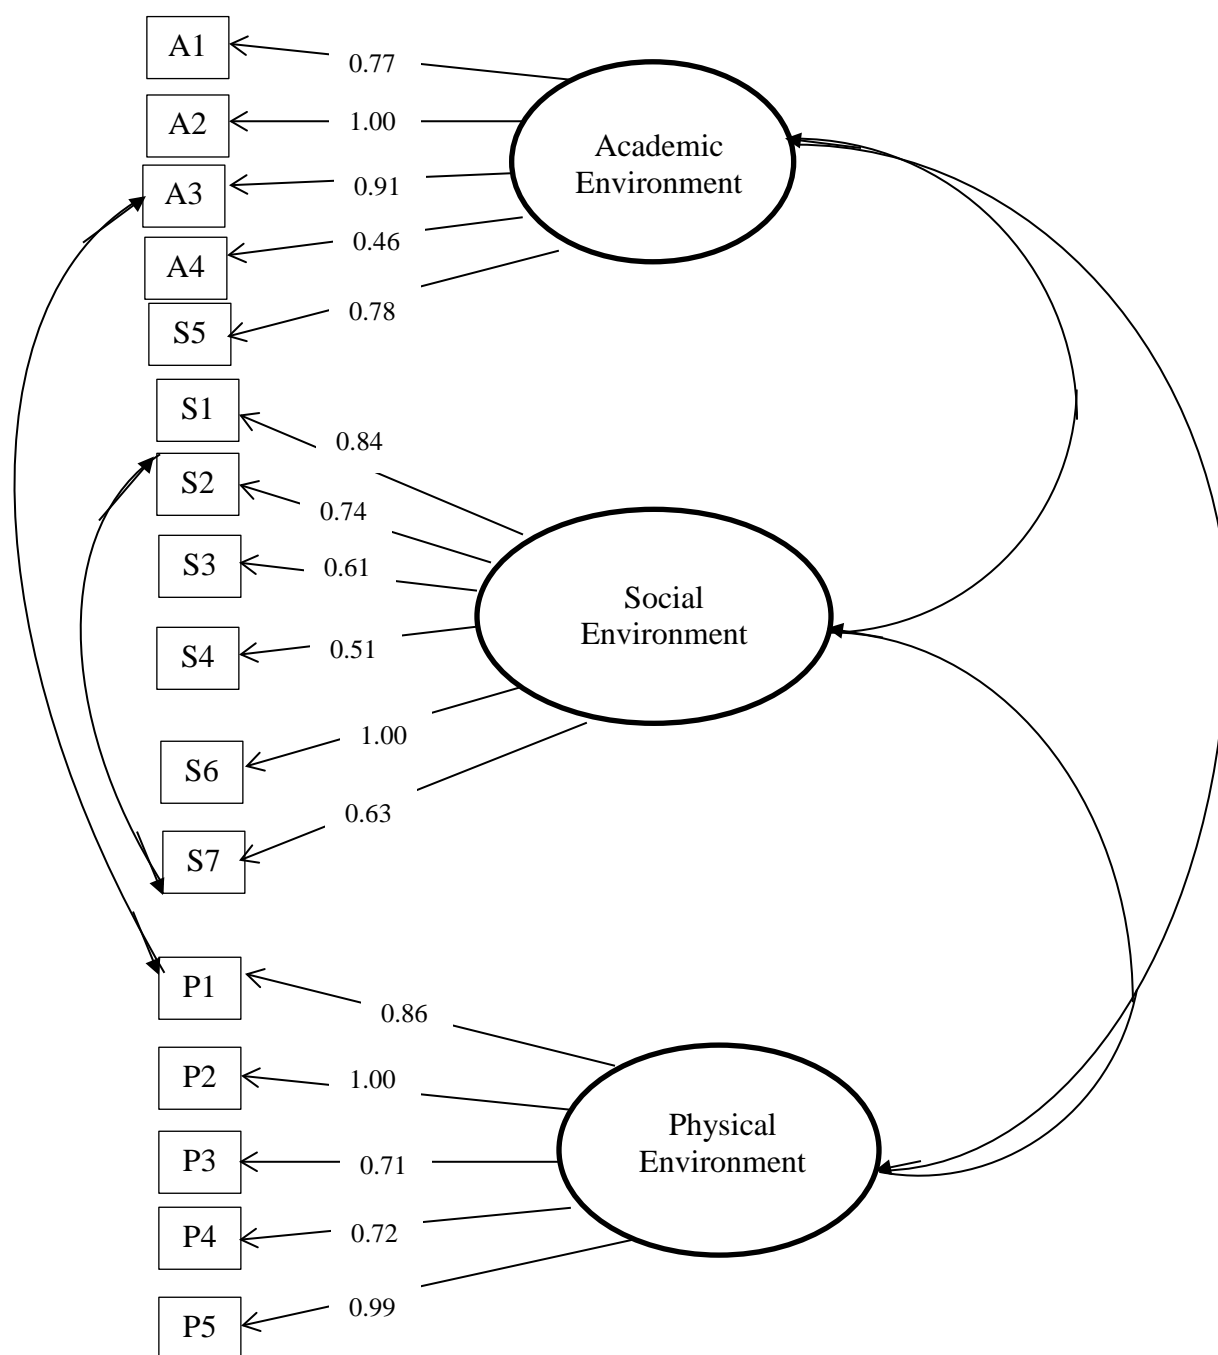 A1
0.77
A2
1.00
Academic
Environment
A3
0.91
A4
0.46
S5
0.78
S1
0.84
S2
0.74
S3
0.61
Social
Environment
S4
0.51
S6
1.00
S7
0.63
P1
0.86
P2
1.00
Physical
Environment
P3
0.71
P4
0.72
P5
0.99